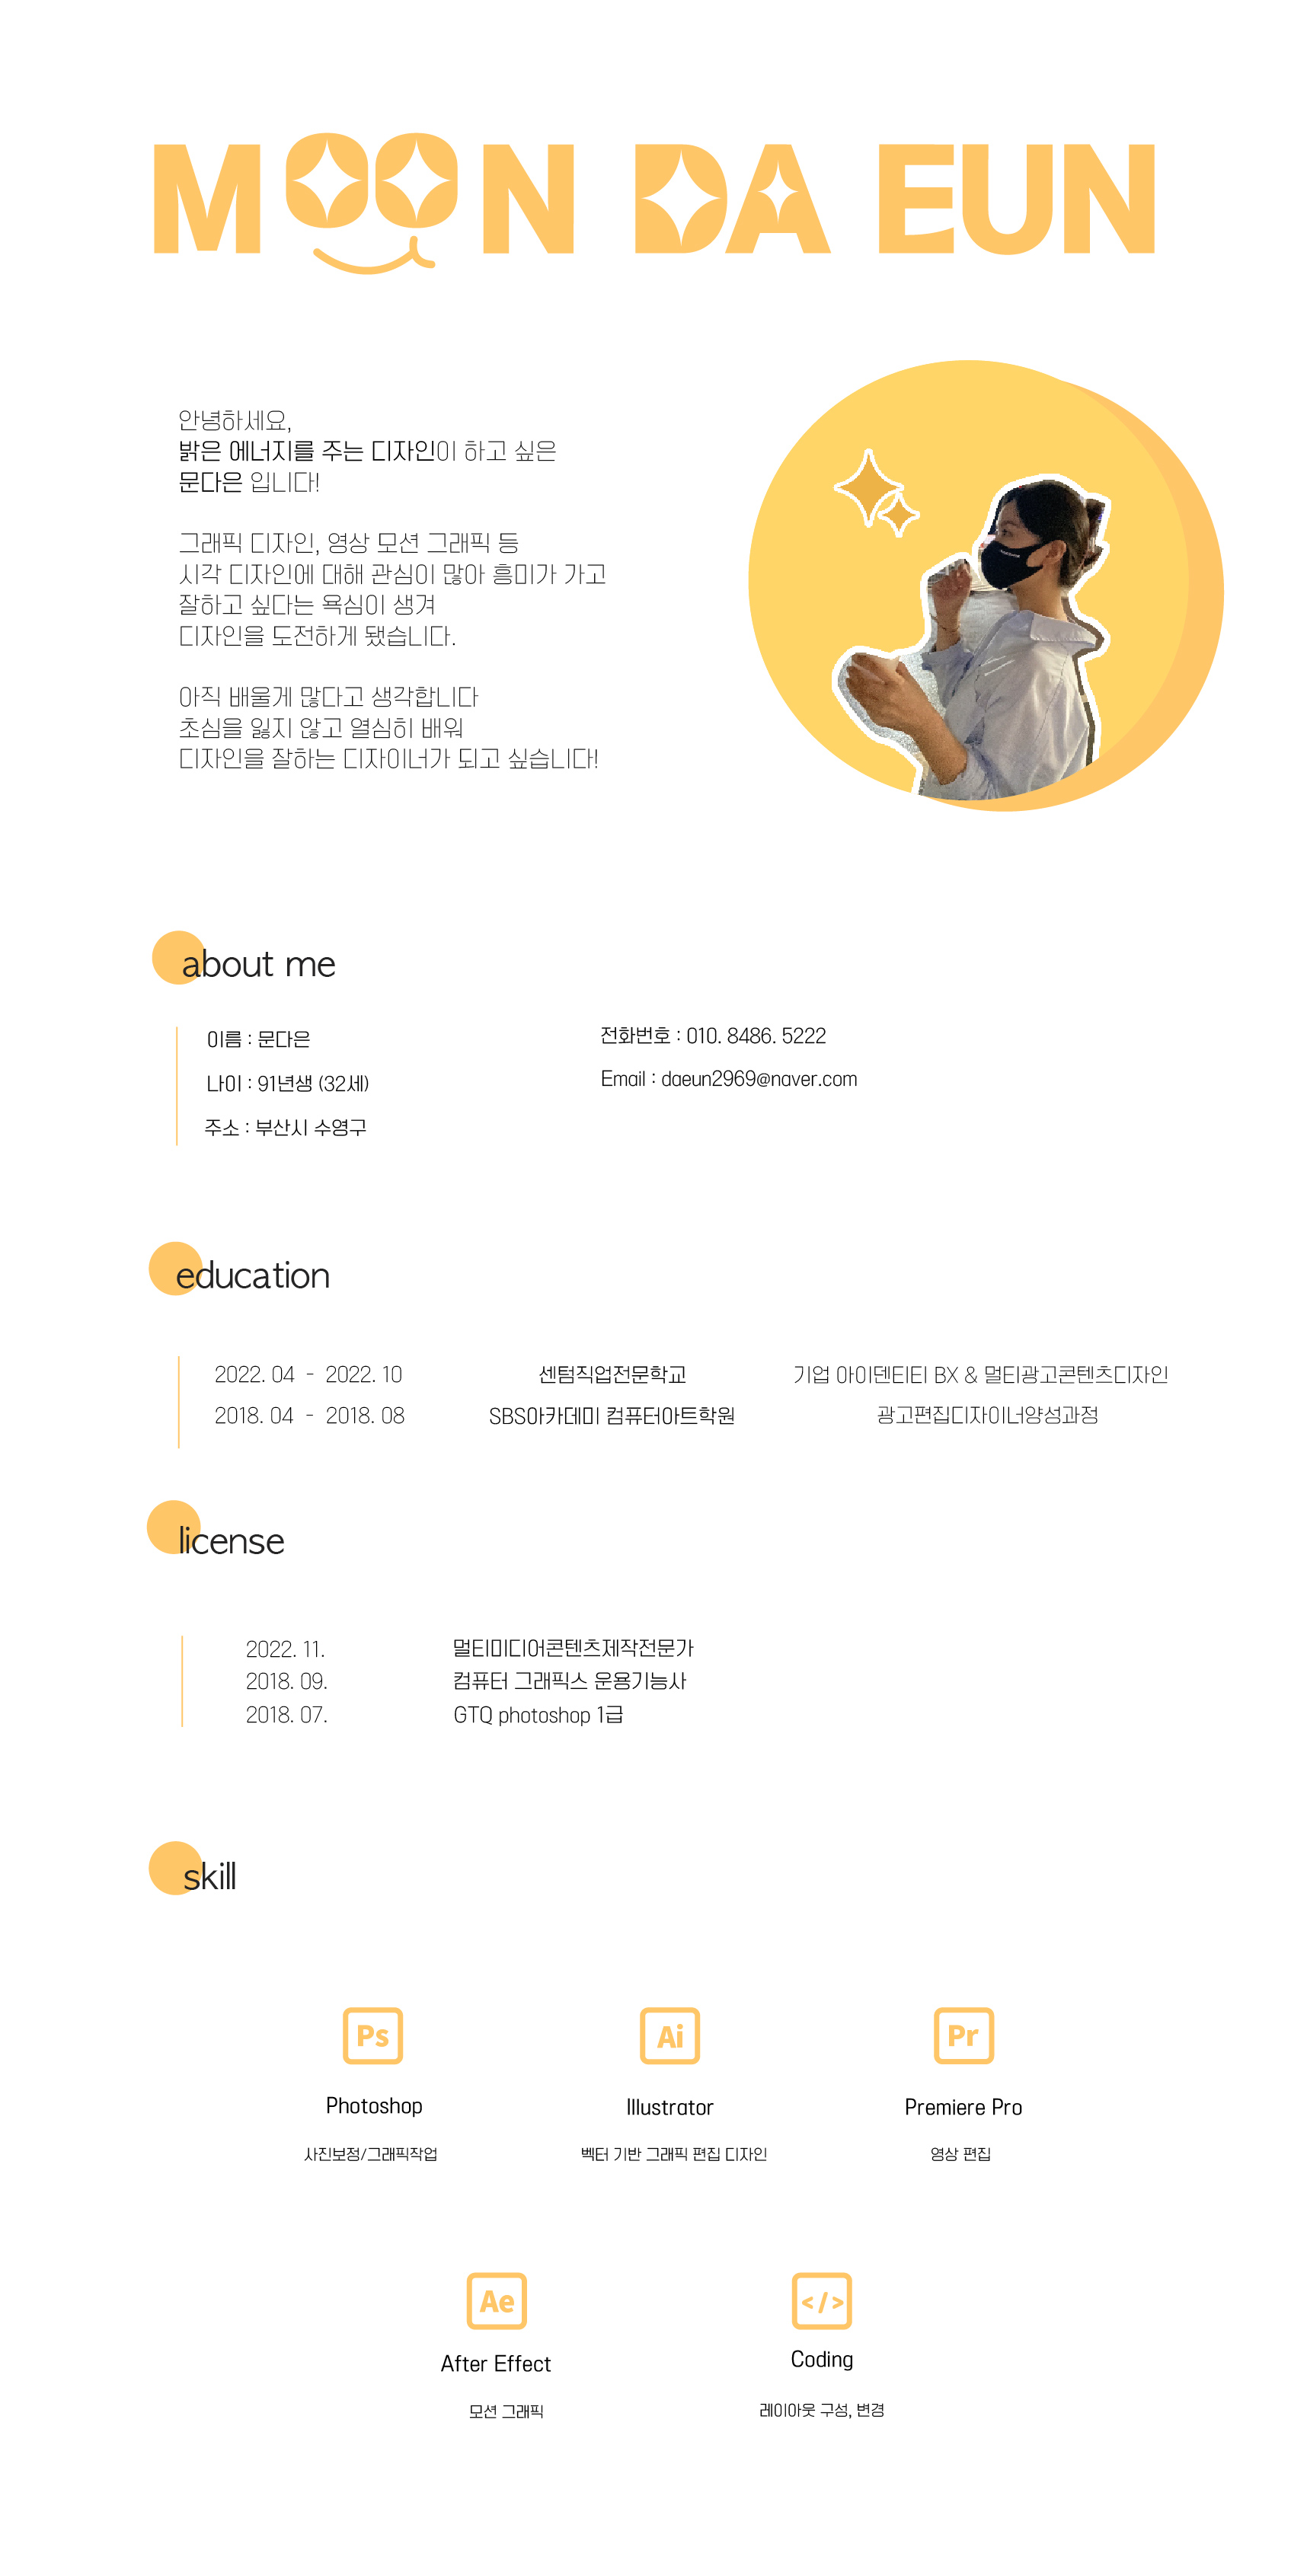 MOON DA EUN
안녕하세요,
밝은 에너지를 주는 디자인이 하고 싶은
문다은 입니다!
그래픽 디자인, 영상 모션 그래픽 등
시각 디자인에 대해 관심이 많아 흥미가 가고
잘하고 싶다는 욕심이 생겨
디자인을 도전하게 됐습니다.
아직 배울게 많다고 생각합니다
초심을 잃지 않고 열심히 배워
디자인을 잘하는 디자이너가 되고 싶습니다!
about me
이름 : 문다은
나이 : 91년생 (32세)
주소 : 부산시 수영구
전화번호 : 010. 8486. 5222
Email : daeun2969@naver.com
education
2022. 04 - 2022. 10 센텀직업전문학교 기업 아이덴티티 BX & 멀티광고콘텐츠디자인
2018. 04 - 2018. 08 SBS아카데미 컴퓨터아트학원 광고편집디자이너양성과정
license
2022. 11. 멀티미디어콘텐츠제작전문가
2018. 09. 컴퓨터 그래픽스 운용기능사
2018. 07. GTQ photoshop 1급
skill
Ps Ai Pr
Photoshop Illustrator Premiere Pro
사진보정/그래픽작업 벡터 기반 그래픽 편집 디자인 영상 편집
Ae </>
After Effect Coding
모션 그래픽 레이아웃 구성, 변경